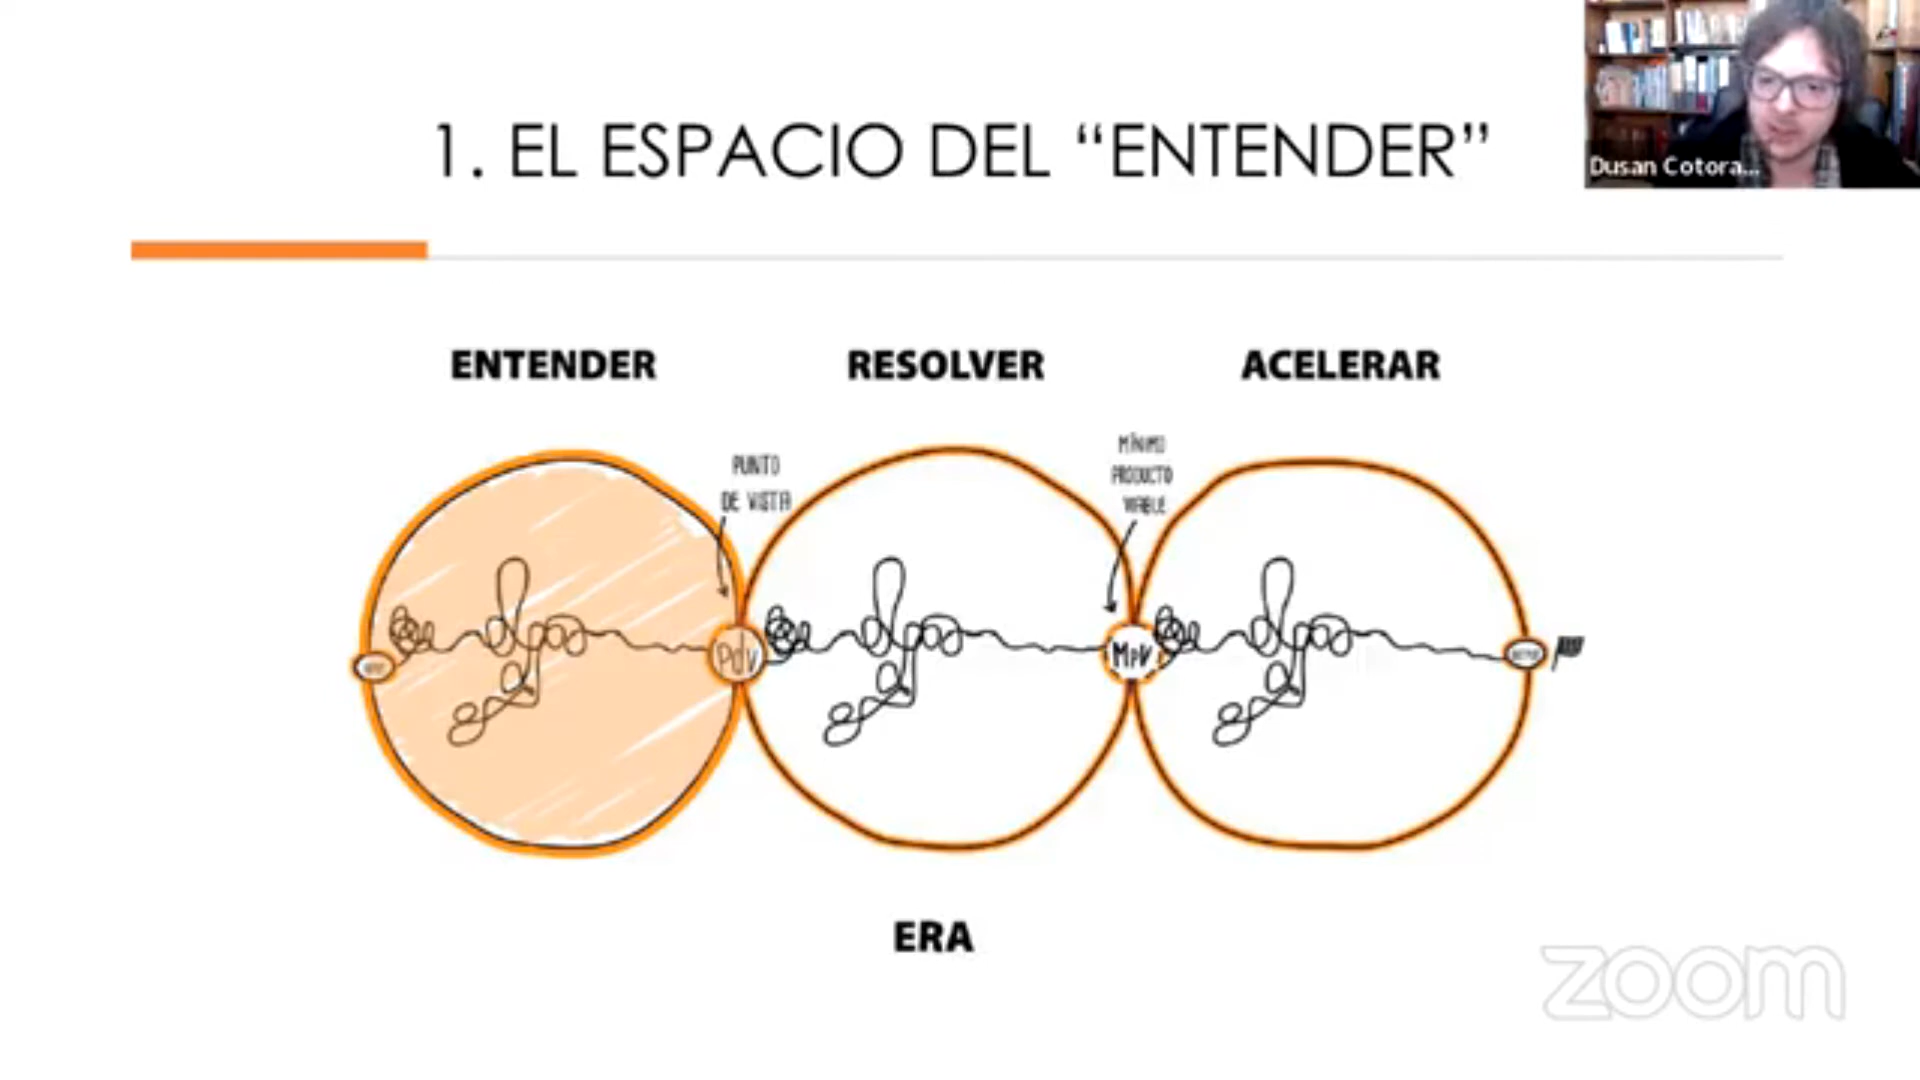 1. EL ESPACIO DEL “ENTENDER”
Dusan Cotora...
ENTENDER
RESOLVER
ACELERAR
PUNTO
DE VISTA
MÍNIMO
PRODUCTO
VIABLE
PdV
MpV
ERA
zoom